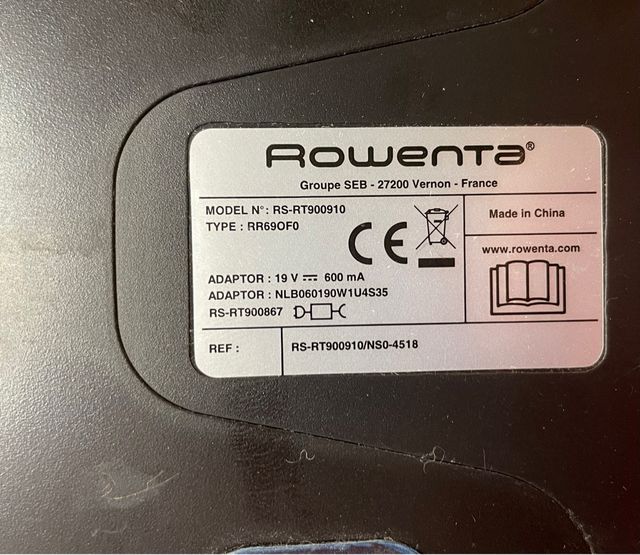 Rowenta®
Groupe SEB - 27200 Vernon - France
MODEL N°: RS-RT900910
TYPE : RR69OF0
CE
Made in China
www.rowenta.com
ADAPTOR : 19 V ⎓ 600 mA
ADAPTOR : NLB060190W1U4S35
RS-RT900867
REF : RS-RT900910/NS0-4518